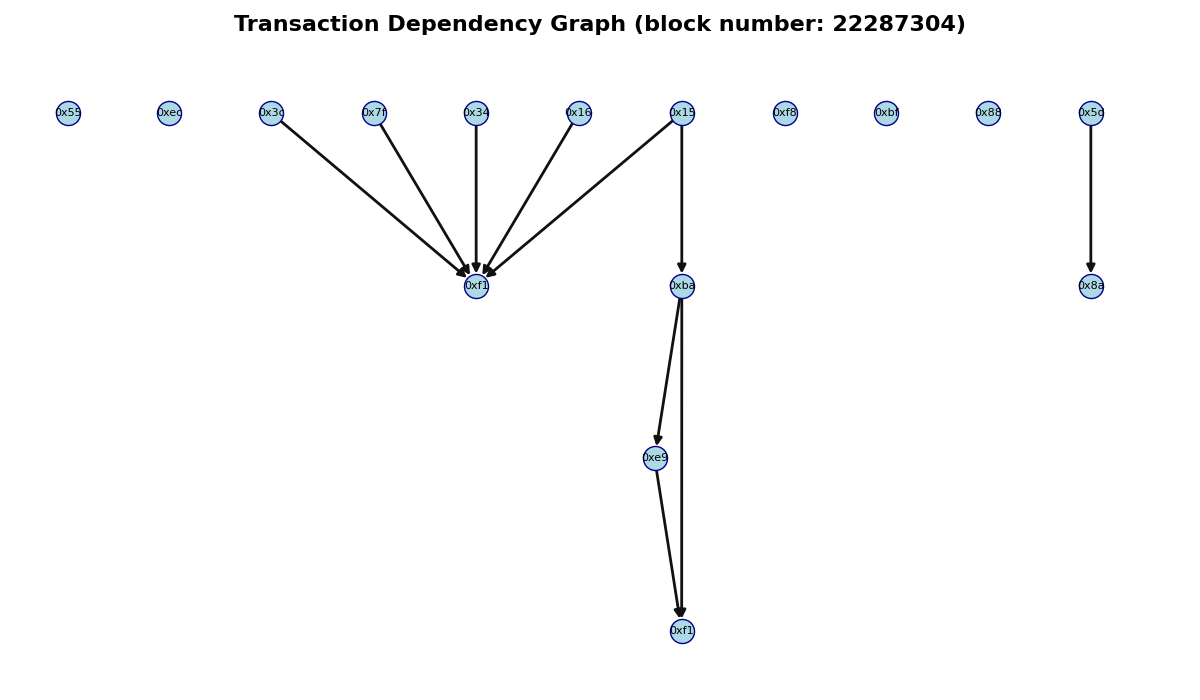 Transaction Dependency Graph (block number: 22287304)
0x55 0xec 0x3c 0x7f 0x34 0x16 0x15 0xf8 0xbf 0x88 0x5d
0xf1 0xba 0x8a
0xe9
0xf1